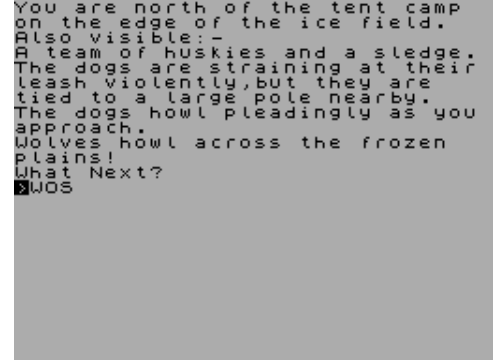 You are north of the tent camp
on the edge of the ice field.
Also visible:-
A team of huskies and a sledge.
The dogs are straining at their
leash violently,but they are
tied to a large pole nearby.
The dogs howl pleadingly as you
approach.
Wolves howl across the frozen
plains!
What Next?
>WOS